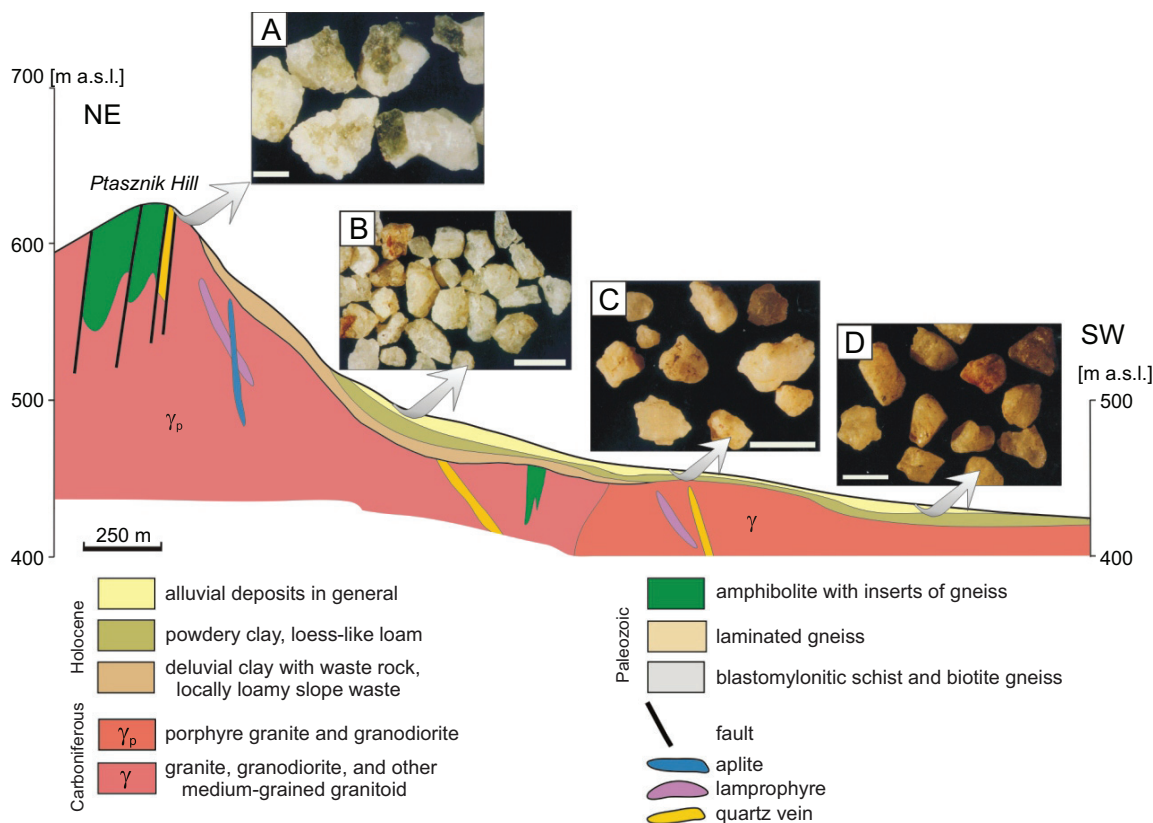 A
700 [m a.s.l.]
NE
Ptasznik Hill
B
600
C
D
SW
[m a.s.l.]
500
500
γp
γ
250 m
400
400
Holocene
alluvial deposits in general
powdery clay, loess-like loam
deluvial clay with waste rock,
locally loamy slope waste
Carboniferous
γp
porphyre granite and granodiorite
γ
granite, granodiorite, and other
medium-grained granitoid
Paleozoic
amphibolite with inserts of gneiss
laminated gneiss
blastomylonitic schist and biotite gneiss
fault
aplite
lamprophyre
quartz vein